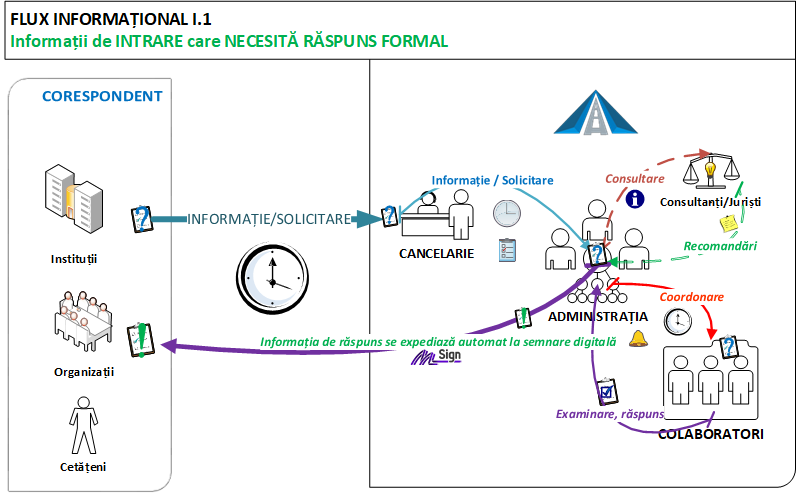 FLUX INFORMAȚIONAL I.1
Informații de INTRARE care NECESITĂ RĂSPUNS FORMAL
CORESPONDENT
Instituții
Organizații
Cetățeni
INFORMAȚIE/SOLICITARE
Informație / Solicitare
CANCELARIE
Consultare
Consultanți/Juriști
Recomandări
ADMINISTRAȚIA
Coordonare
Informația de răspuns se expediază automat la semnare digitală
Sign
Examinare, răspuns
COLABORATORI